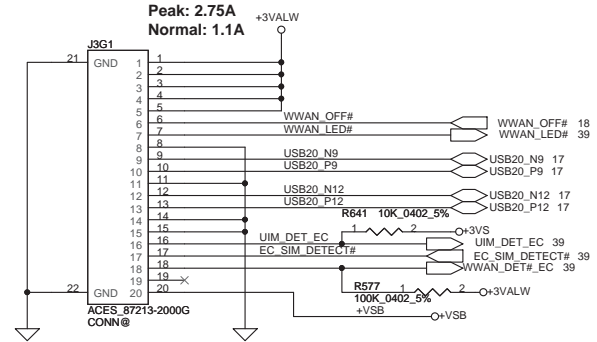 Peak: 2.75A
Normal: 1.1A
+3VALW
J3G1
21 GND 1 1
2 2
3 3
4 4
5 5
6 6 WWAN_OFF# WWAN_OFF# 18
7 7 WWAN_LED# WWAN_LED# 39
8 8
9 9 USB20_N9 USB20_N9 17
10 10 USB20_P9 USB20_P9 17
11 11
12 12 USB20_N12 USB20_N12 17
13 13 USB20_P12 USB20_P12 17
14 14
R641 10K_0402_5%
15 15 1 2 +3VS
16 16 UIM_DET_EC UIM_DET_EC 39
17 17 EC_SIM_DETECT# EC_SIM_DETECT# 39
18 18 WWAN_DET#_EC 39
19 19
22 GND 20 20
R577 1 2 +3VALW
100K_0402_5%
ACES_87213-2000G
CONN@
+VSB +VSB